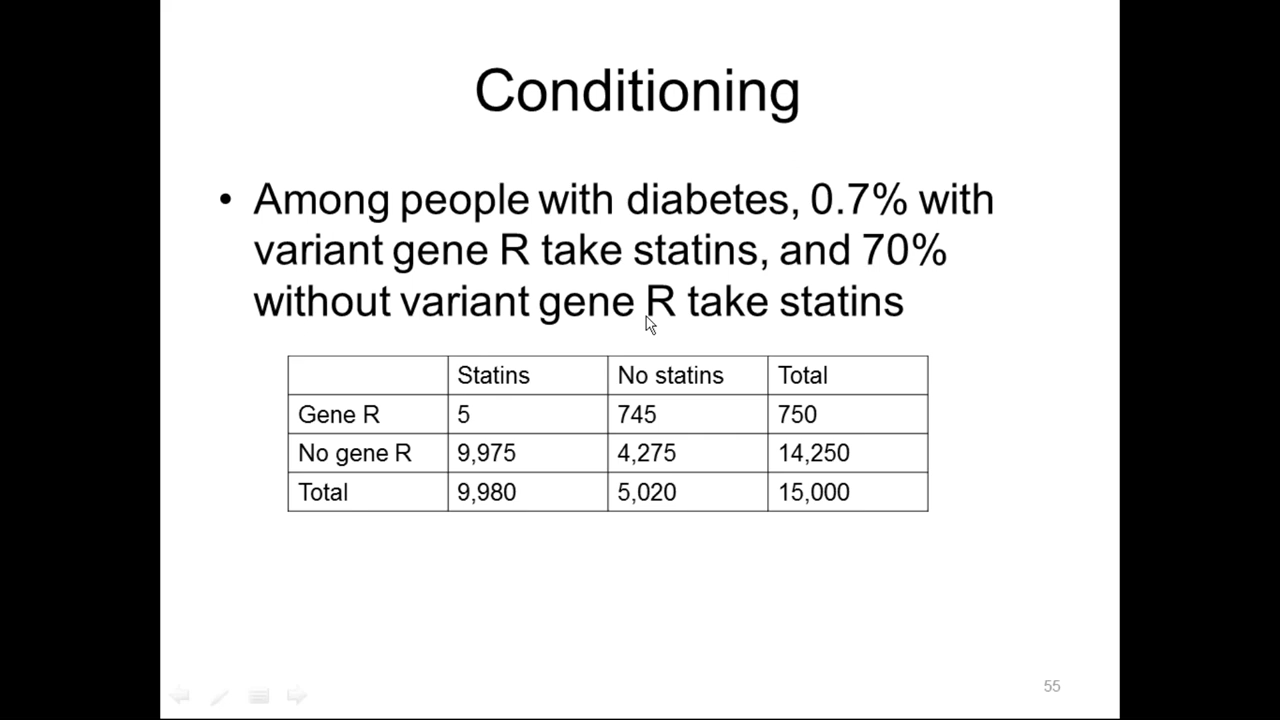 Conditioning
• Among people with diabetes, 0.7% with
variant gene R take statins, and 70%
without variant gene R take statins
Statins No statins Total
Gene R 5 745 750
No gene R 9,975 4,275 14,250
Total 9,980 5,020 15,000
55